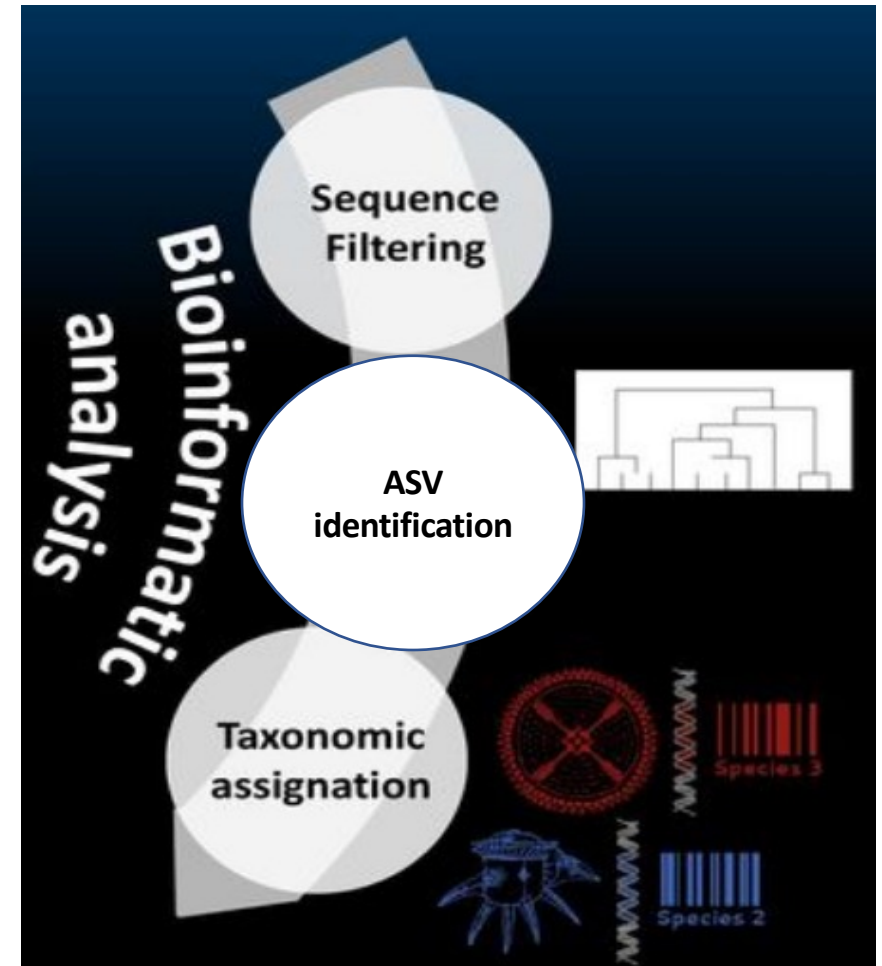 Sequence
Filtering
Bioinformatic
analysis
ASV
identification
Taxonomic
assignation
Species 3
Species 2